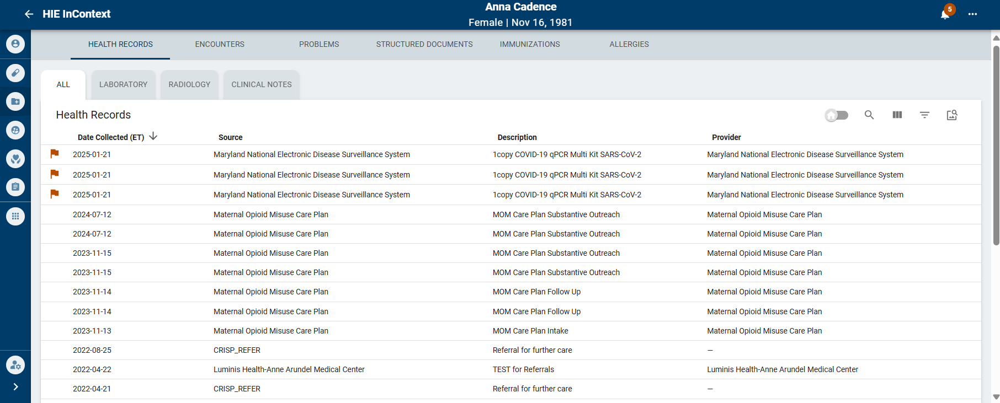 HIE InContext
Anna Cadence
Female | Nov 16, 1981
5
HEALTH RECORDS ENCOUNTERS PROBLEMS STRUCTURED DOCUMENTS IMMUNIZATIONS ALLERGIES
ALL LABORATORY RADIOLOGY CLINICAL NOTES
Health Records
Date Collected (ET) Source Description Provider
2025-01-21 Maryland National Electronic Disease Surveillance System 1copy COVID-19 qPCR Multi Kit SARS-CoV-2 Maryland National Electronic Disease Surveillance System
2025-01-21 Maryland National Electronic Disease Surveillance System 1copy COVID-19 qPCR Multi Kit SARS-CoV-2 Maryland National Electronic Disease Surveillance System
2025-01-21 Maryland National Electronic Disease Surveillance System 1copy COVID-19 qPCR Multi Kit SARS-CoV-2 Maryland National Electronic Disease Surveillance System
2024-07-12 Maternal Opioid Misuse Care Plan MOM Care Plan Substantive Outreach Maternal Opioid Misuse Care Plan
2024-07-12 Maternal Opioid Misuse Care Plan MOM Care Plan Substantive Outreach Maternal Opioid Misuse Care Plan
2023-11-15 Maternal Opioid Misuse Care Plan MOM Care Plan Substantive Outreach Maternal Opioid Misuse Care Plan
2023-11-15 Maternal Opioid Misuse Care Plan MOM Care Plan Substantive Outreach Maternal Opioid Misuse Care Plan
2023-11-14 Maternal Opioid Misuse Care Plan MOM Care Plan Follow Up Maternal Opioid Misuse Care Plan
2023-11-14 Maternal Opioid Misuse Care Plan MOM Care Plan Follow Up Maternal Opioid Misuse Care Plan
2023-11-13 Maternal Opioid Misuse Care Plan MOM Care Plan Intake Maternal Opioid Misuse Care Plan
2022-08-25 CRISP_REFER Referral for further care —
2022-04-22 Luminis Health-Anne Arundel Medical Center TEST for Referrals Luminis Health-Anne Arundel Medical Center
2022-04-21 CRISP_REFER Referral for further care —